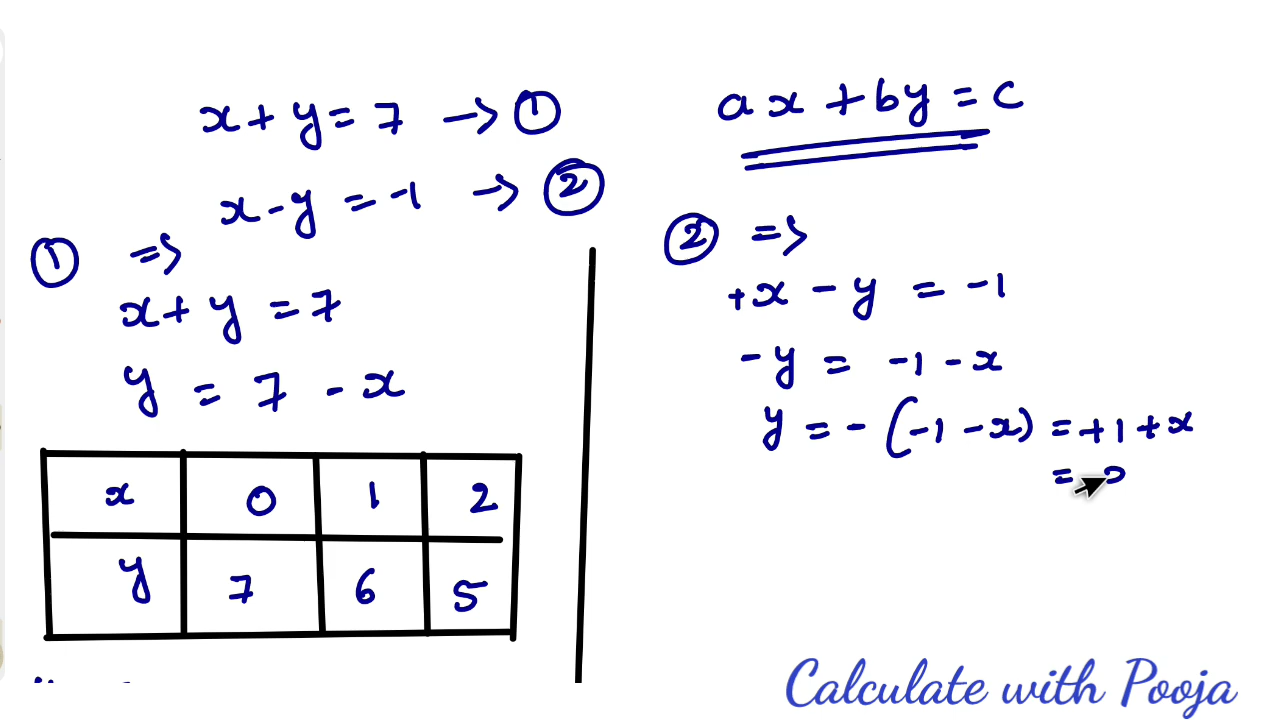 x + y = 7 → ①
x - y = -1 → ②
① ⇒
x + y = 7
y = 7 - x
x 0 1 2
y 7 6 5
ax + by = c
② ⇒
+x - y = -1
-y = -1 - x
y = - (-1 - x) = +1 + x
=
Calculate with Pooja